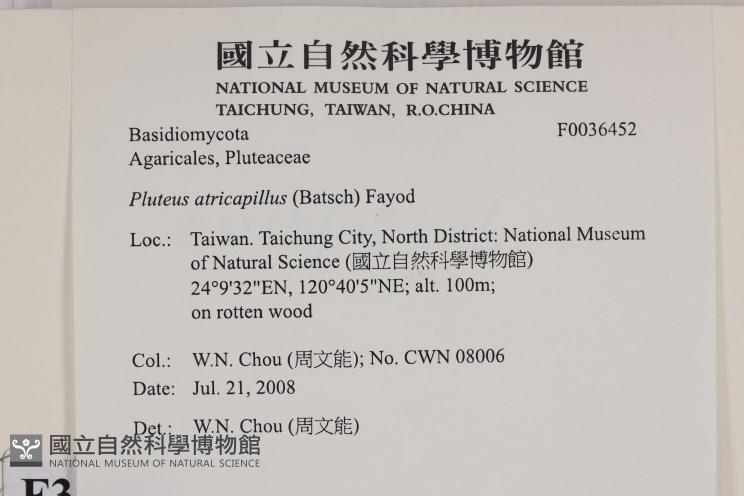 國立自然科學博物館
NATIONAL MUSEUM OF NATURAL SCIENCE
TAICHUNG, TAIWAN, R.O.CHINA
Basidiomycota F0036452
Agaricales, Pluteaceae
Pluteus atricapillus (Batsch) Fayod
Loc.: Taiwan. Taichung City, North District: National Museum
of Natural Science (國立自然科學博物館)
24°9'32"EN, 120°40'5"NE; alt. 100m;
on rotten wood
Col.: W.N. Chou (周文能); No. CWN 08006
Date: Jul. 21, 2008
Det.: W.N. Chou (周文能)
國立自然科學博物館
NATIONAL MUSEUM OF NATURAL SCIENCE